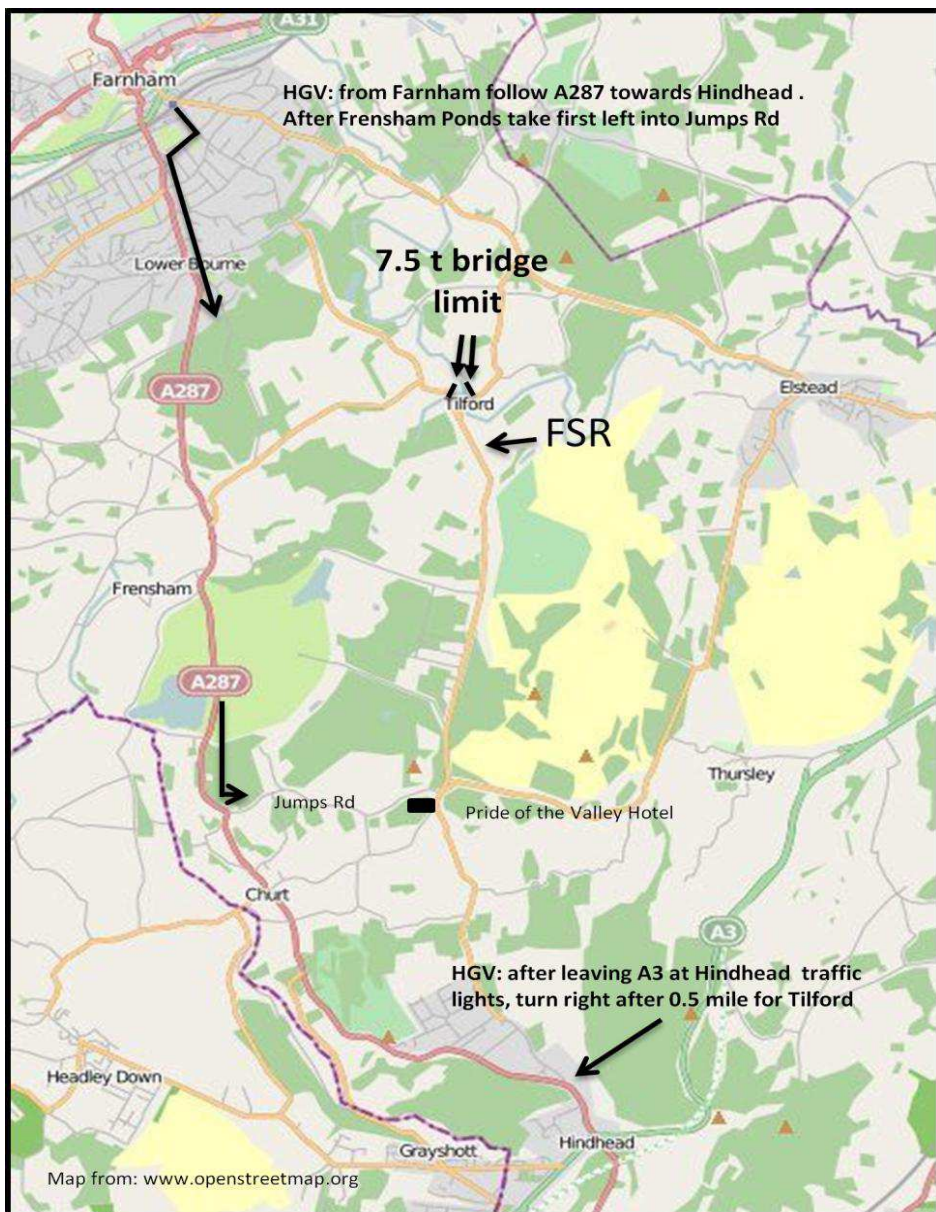 A31
Farnham
HGV: from Farnham follow A287 towards Hindhead .
After Frensham Ponds take first left into Jumps Rd
Lower Bourne
7.5 t bridge
limit
A287
Elstead
Tilford
FSR
Frensham
A287
Thursley
Jumps Rd
Pride of the Valley Hotel
Churt
A3
HGV: after leaving A3 at Hindhead traffic
lights, turn right after 0.5 mile for Tilford
Headley Down
Grayshott
Hindhead
Map from: www.openstreetmap.org